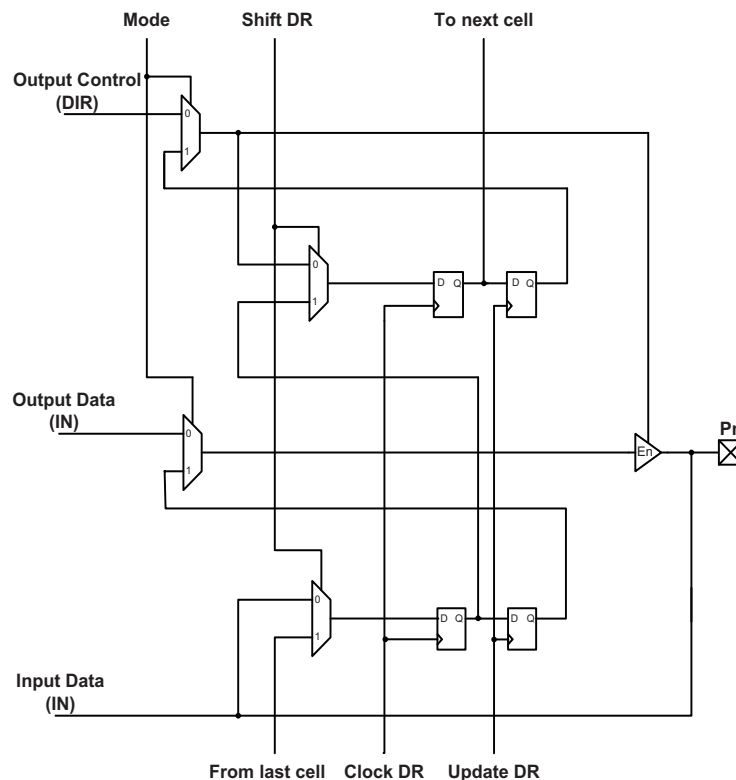 Mode
Shift DR
To next cell
Output Control
(DIR)
0
1
0
1
D Q
D Q
Output Data
(IN)
0
1
En
0
1
D Q
D Q
Input Data
(IN)
From last cell
Clock DR
Update DR